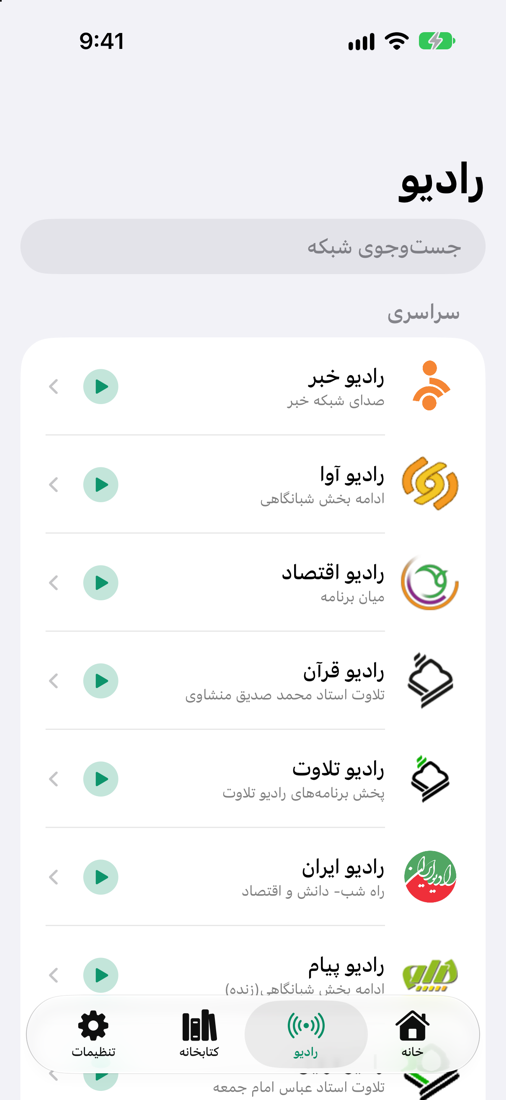 9:41
رادیو
جست‌وجوی شبکه
سراسری
رادیو خبر
صدای شبکه خبر
رادیو آوا
ادامه بخش شبانگاهی
رادیو اقتصاد
میان برنامه
رادیو قرآن
تلاوت استاد محمد صدیق منشاوی
رادیو تلاوت
پخش برنامه‌های رادیو تلاوت
رادیو ایران
رادیو ایران
راه شب- دانش و اقتصاد
رادیو پیام
ادامه بخش شبانگاهی(زنده)
تلاوت استاد عباس امام جمعه
خانه
رادیو
کتابخانه
تنظیمات